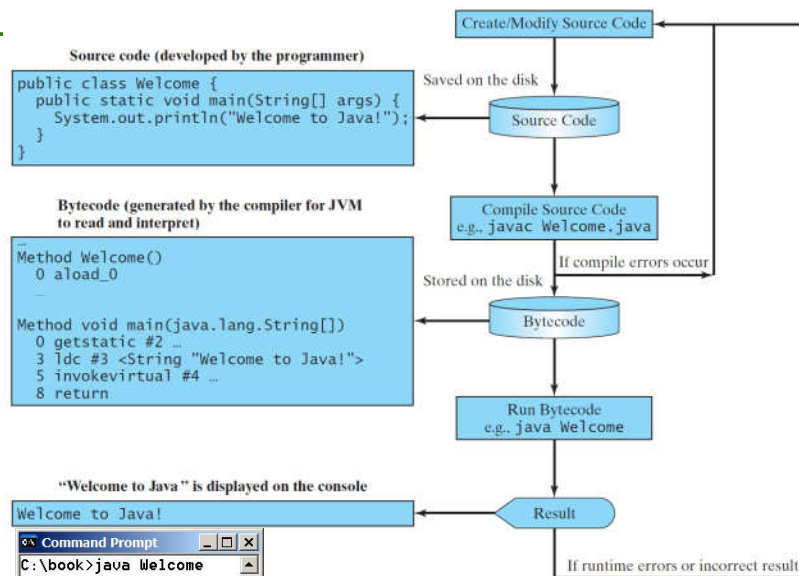 Create/Modify Source Code
Source code (developed by the programmer)
public class Welcome {
  public static void main(String[] args) {
    System.out.println("Welcome to Java!");
  }
}
Saved on the disk
Source Code
Bytecode (generated by the compiler for JVM
to read and interpret)
…
Method Welcome()
  0 aload_0
  …
Method void main(java.lang.String[])
  0 getstatic #2 …
  3 ldc #3 <String "Welcome to Java!">
  5 invokevirtual #4 …
  8 return
Compile Source Code
e.g., javac Welcome.java
If compile errors occur
Stored on the disk
Bytecode
Run Bytecode
e.g., java Welcome
“Welcome to Java” is displayed on the console
Welcome to Java!
Result
Command Prompt
C:\book>java Welcome
If runtime errors or incorrect result